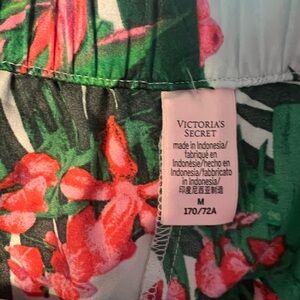 VICTORIA'S
SECRET
made in Indonesia/
fabriqué en
Indonésie/hecho en
Indonesia/fabbricato
in Indonesia/
印度尼西亚制造
M
170/72A